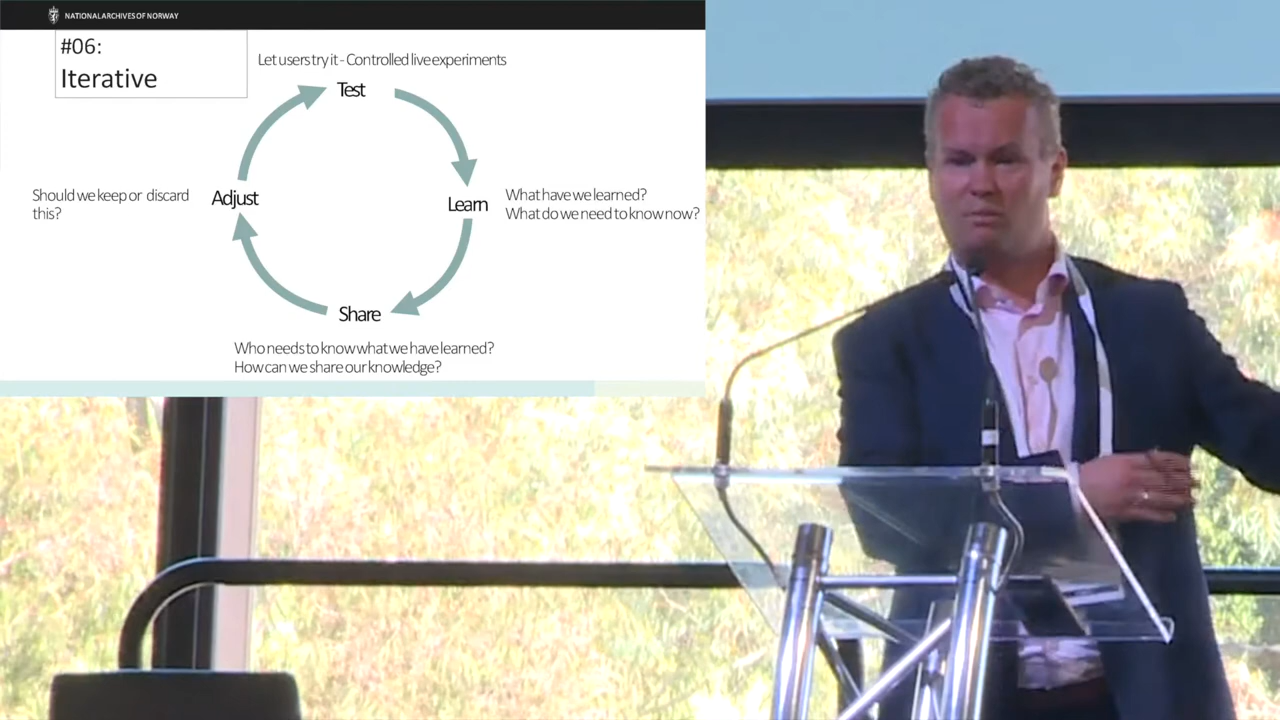 NATIONAL ARCHIVES OF NORWAY
#06:
Iterative
Let users try it - Controlled live experiments
Test
Should we keep or discard
this?
Adjust
Learn
What have we learned?
What do we need to know now?
Share
Who needs to know what we have learned?
How can we share our knowledge?